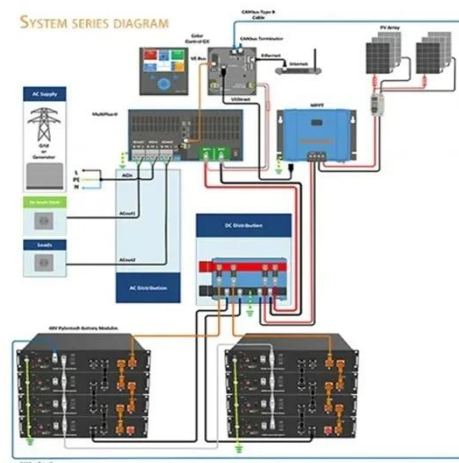 SYSTEM SERIES DIAGRAM
CANbus Type B
Cable
Color
Control GX
CANbus Terminator
PV Array
VE Bus
Ethernet
Internet
AC Supply
Grid
or
Generator
MultiPlus-II
VE Direct
MPPT
L
PE
N
ACin
ACout1
Loads
ACout2
AC Distribution
DC Distribution
48V Pylontech Battery Modules